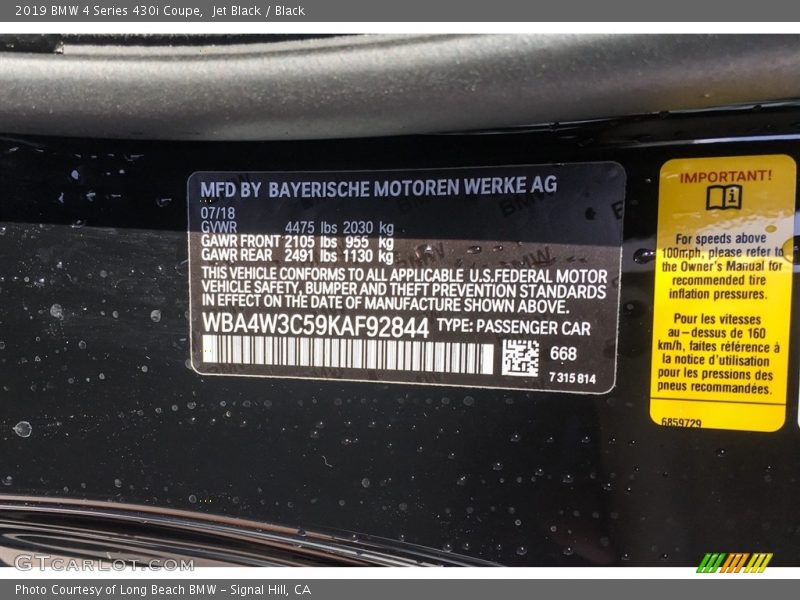 2019 BMW 4 Series 430i Coupe, Jet Black / Black
MFD BY BAYERISCHE MOTOREN WERKE AG
07/18
GVWR 4475 lbs 2030 kg
GAWR FRONT 2105 lbs 955 kg
GAWR REAR 2491 lbs 1130 kg
THIS VEHICLE CONFORMS TO ALL APPLICABLE U.S.FEDERAL MOTOR
VEHICLE SAFETY, BUMPER AND THEFT PREVENTION STANDARDS
IN EFFECT ON THE DATE OF MANUFACTURE SHOWN ABOVE.
WBA4W3C59KAF92844 TYPE: PASSENGER CAR
668
7 315 814
IMPORTANT!
For speeds above
100mph, please refer to
the Owner's Manual for
recommended tire
inflation pressures.
Pour les vitesses
au-dessus de 160
km/h, faites référence à
la notice d'utilisation
pour les pressions des
pneus recommandées.
6859729
GTCARLOT.COM
Photo Courtesy of Long Beach BMW - Signal Hill, CA